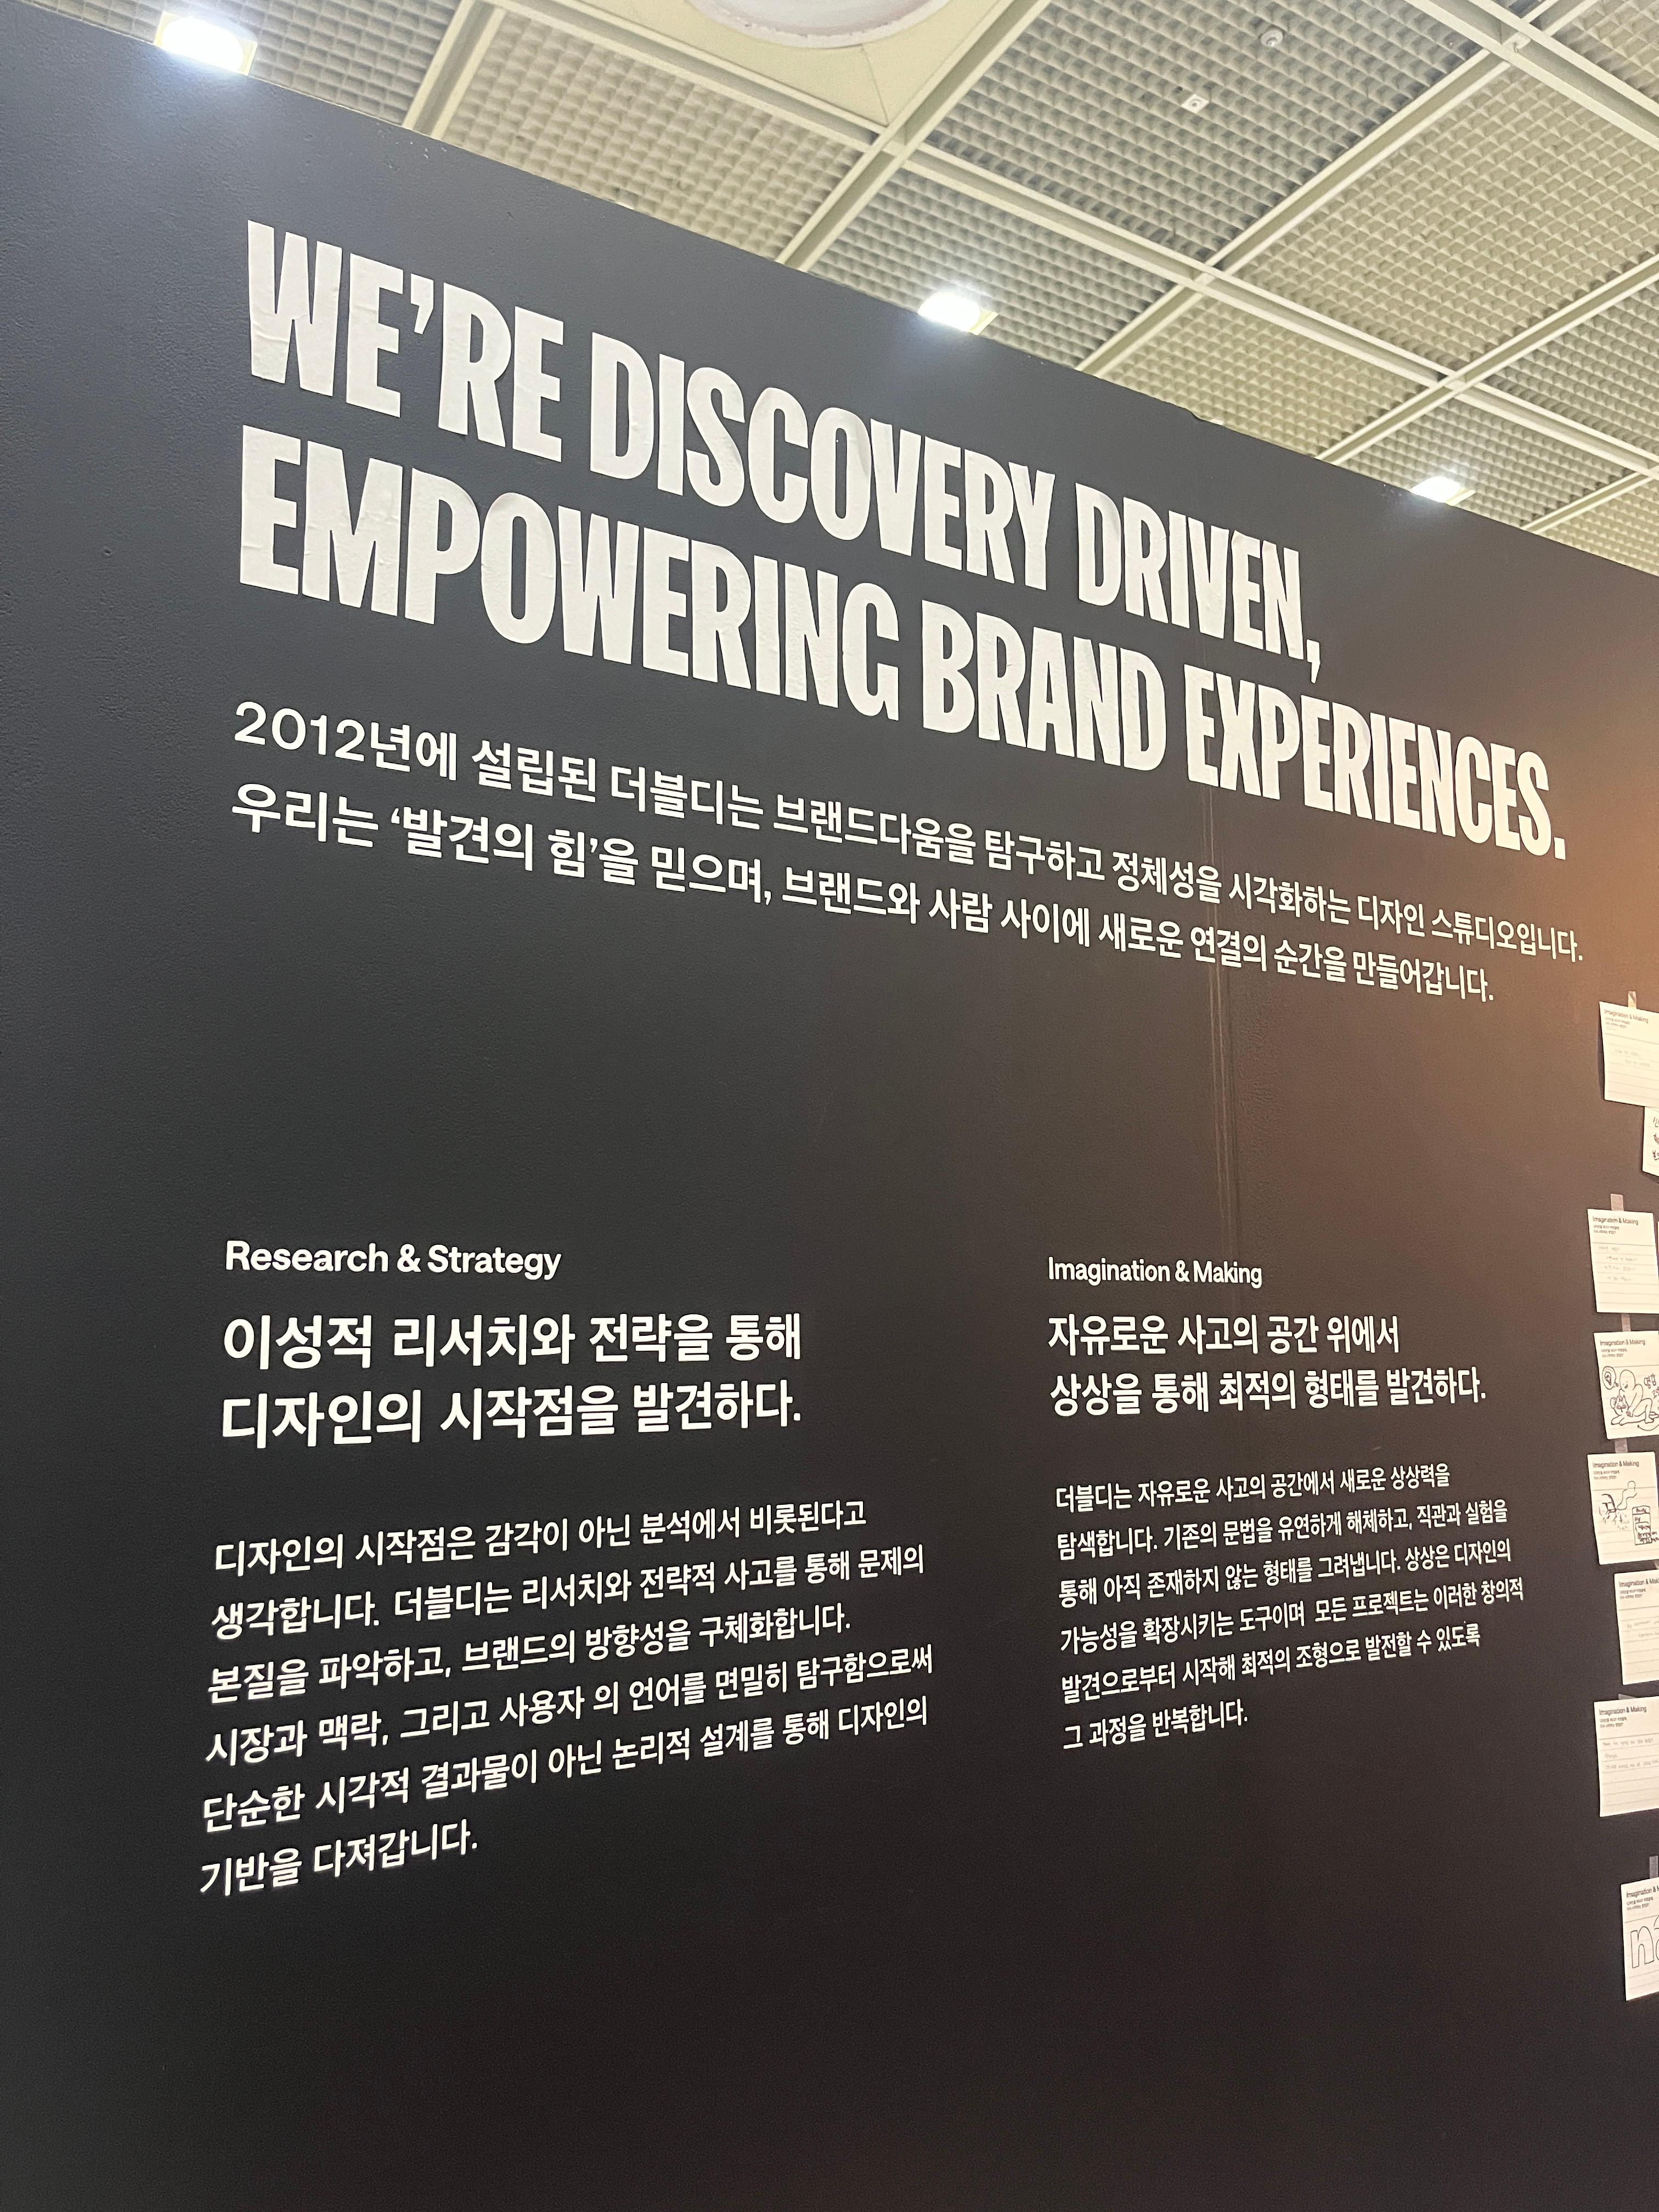 WE'RE DISCOVERY DRIVEN,
EMPOWERING BRAND EXPERIENCES.
2012년에 설립된 더블디는 브랜드다움을 탐구하고 정체성을 시각화하는 디자인 스튜디오입니다.
우리는 ‘발견의 힘’을 믿으며, 브랜드와 사람 사이에 새로운 연결의 순간을 만들어갑니다.
Research & Strategy
이성적 리서치와 전략을 통해
디자인의 시작점을 발견하다.
디자인의 시작점은 감각이 아닌 분석에서 비롯된다고
생각합니다. 더블디는 리서치와 전략적 사고를 통해 문제의
본질을 파악하고, 브랜드의 방향성을 구체화합니다.
시장과 맥락, 그리고 사용자 의 언어를 면밀히 탐구함으로써
단순한 시각적 결과물이 아닌 논리적 설계를 통해 디자인의
기반을 다져갑니다.
Imagination & Making
자유로운 사고의 공간 위에서
상상을 통해 최적의 형태를 발견하다.
더블디는 자유로운 사고의 공간에서 새로운 상상력을
탐색합니다. 기존의 문법을 유연하게 해체하고, 직관과 실험을
통해 아직 존재하지 않는 형태를 그려냅니다. 상상은 디자인의
가능성을 확장시키는 도구이며 모든 프로젝트는 이러한 창의적
발견으로부터 시작해 최적의 조형으로 발전할 수 있도록
그 과정을 반복합니다.
Imagination & Making
Imagination & Making
Imagination & Making
Imagination & Making
Imagination & Making